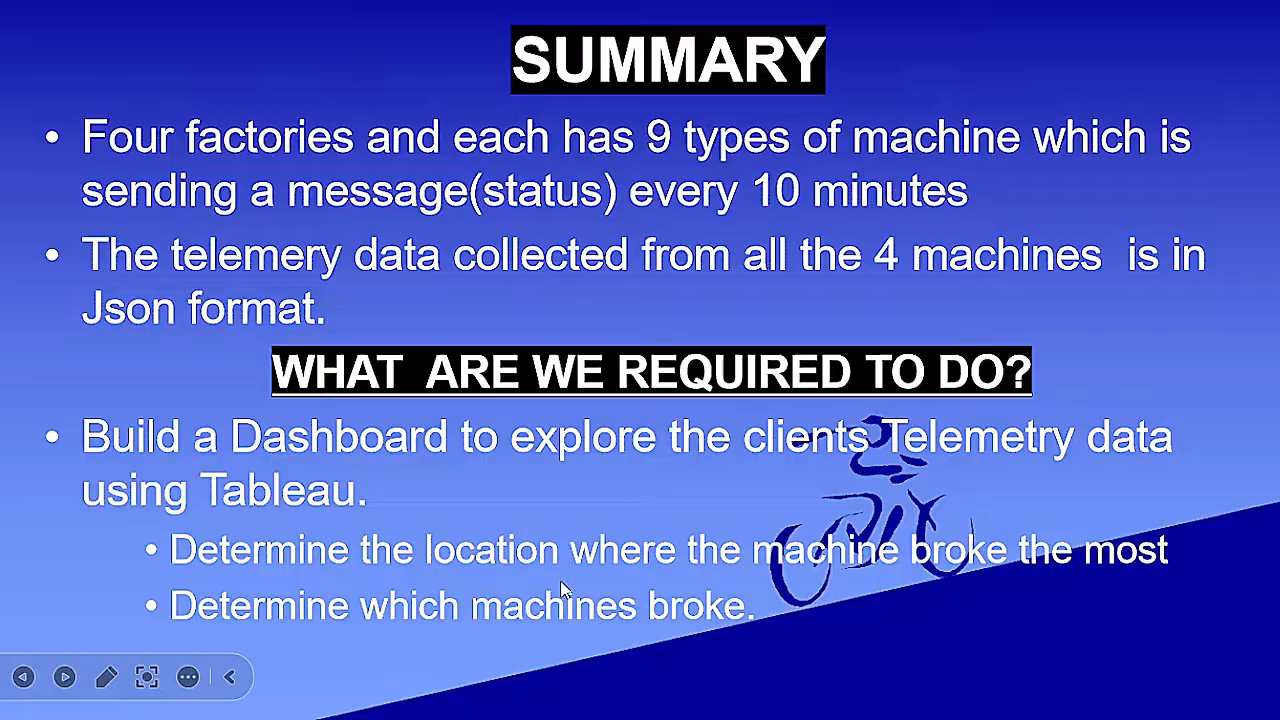 SUMMARY
• Four factories and each has 9 types of machine which is
sending a message(status) every 10 minutes
• The telemery data collected from all the 4 machines  is in
Json format.
WHAT  ARE WE REQUIRED TO DO?
• Build a Dashboard to explore the clients Telemetry data
using Tableau.
• Determine the location where the machine broke the most
• Determine which machines broke.